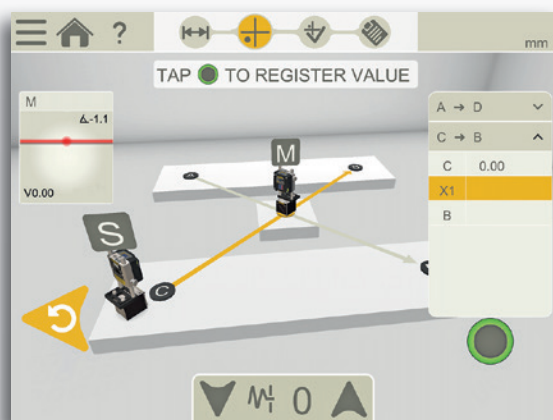 ?
mm
TAP TO REGISTER VALUE
M
∡-1.1
V0.00
A → D
C → B
C 0.00
X1
B
M
A
S
C
0